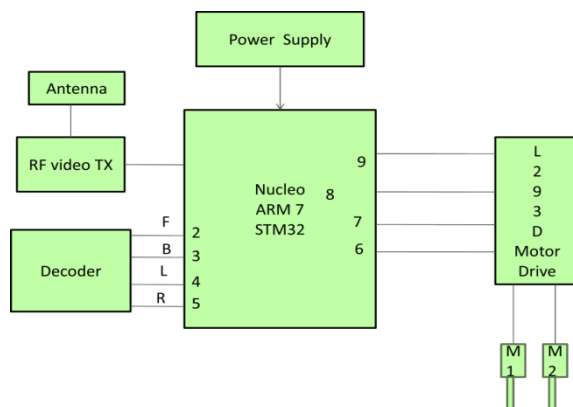 Power Supply
Antenna
RF video TX
Decoder
F
B
L
R
2
3
4
5
Nucleo
ARM 7
STM32
9
8
7
6
L
2
9
3
D
Motor
Drive
M
1
M
2